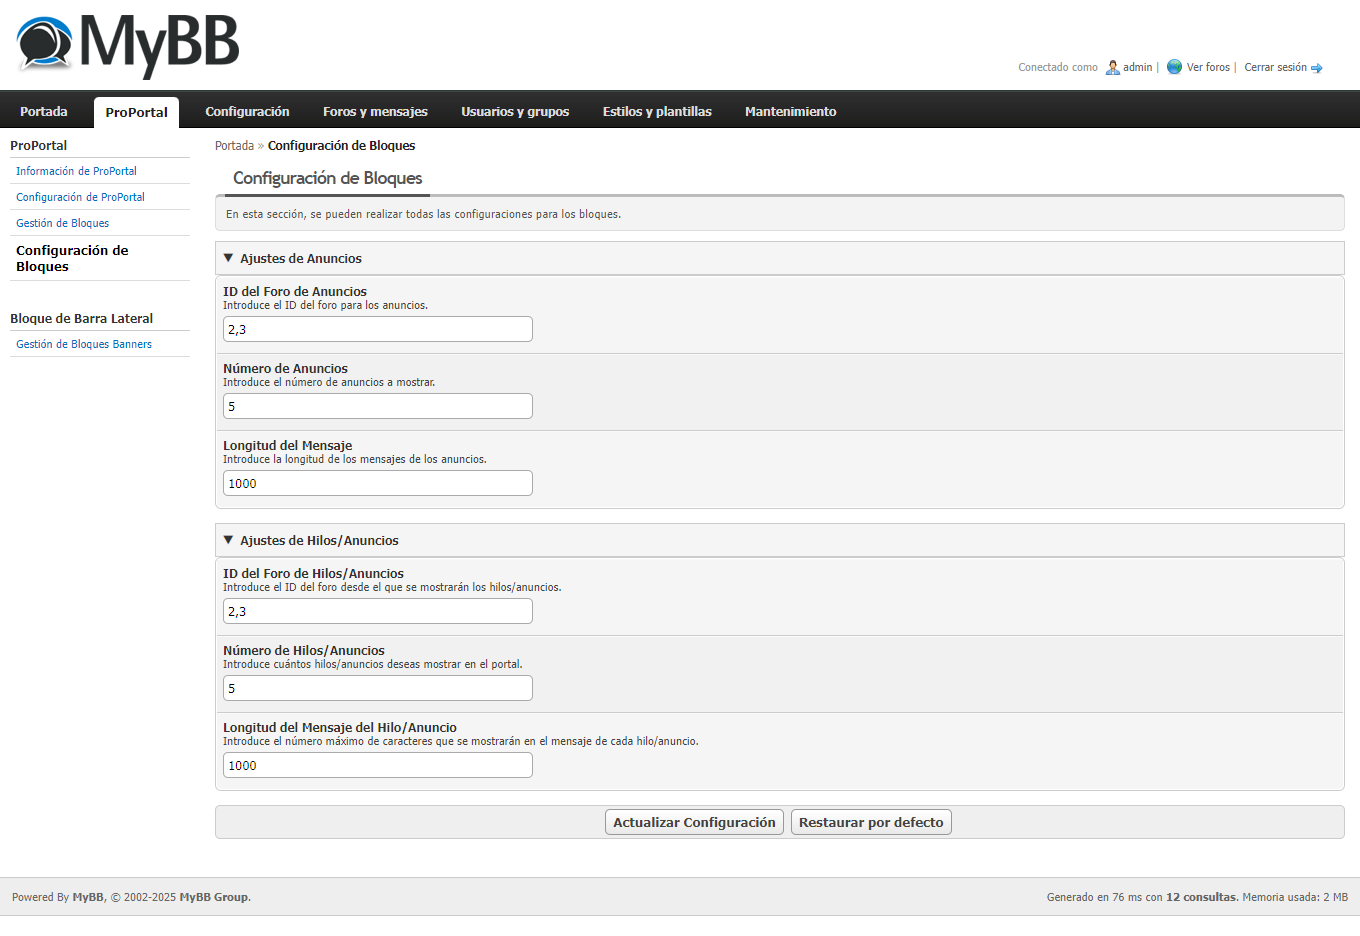 MyBB
Conectado como admin | Ver foros | Cerrar sesión
Portada ProPortal Configuración Foros y mensajes Usuarios y grupos Estilos y plantillas Mantenimiento
ProPortal
Información de ProPortal
Configuración de ProPortal
Gestión de Bloques
Configuración de
Bloques
Bloque de Barra Lateral
Gestión de Bloques Banners
Portada » Configuración de Bloques
Configuración de Bloques
En esta sección, se pueden realizar todas las configuraciones para los bloques.
▼ Ajustes de Anuncios
ID del Foro de Anuncios
Introduce el ID del foro para los anuncios.
2,3
Número de Anuncios
Introduce el número de anuncios a mostrar.
5
Longitud del Mensaje
Introduce la longitud de los mensajes de los anuncios.
1000
▼ Ajustes de Hilos/Anuncios
ID del Foro de Hilos/Anuncios
Introduce el ID del foro desde el que se mostrarán los hilos/anuncios.
2,3
Número de Hilos/Anuncios
Introduce cuántos hilos/anuncios deseas mostrar en el portal.
5
Longitud del Mensaje del Hilo/Anuncio
Introduce el número máximo de caracteres que se mostrarán en el mensaje de cada hilo/anuncio.
1000
Actualizar Configuración Restaurar por defecto
Powered By MyBB, © 2002-2025 MyBB Group.
Generado en 76 ms con 12 consultas. Memoria usada: 2 MB